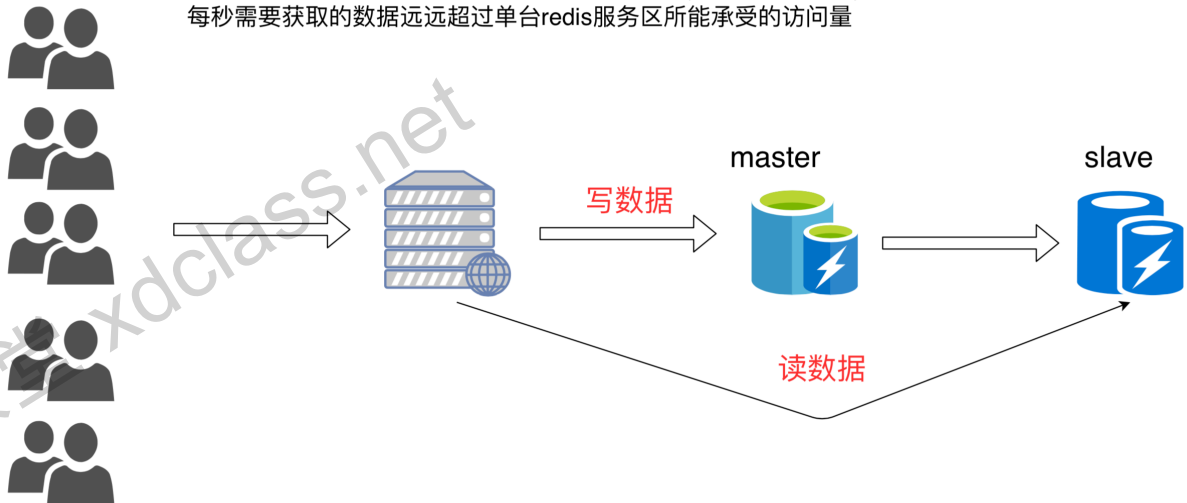 每秒需要获取的数据远远超过单台redis服务区所能承受的访问量
master
slave
写数据
读数据
堂 xdclass.net